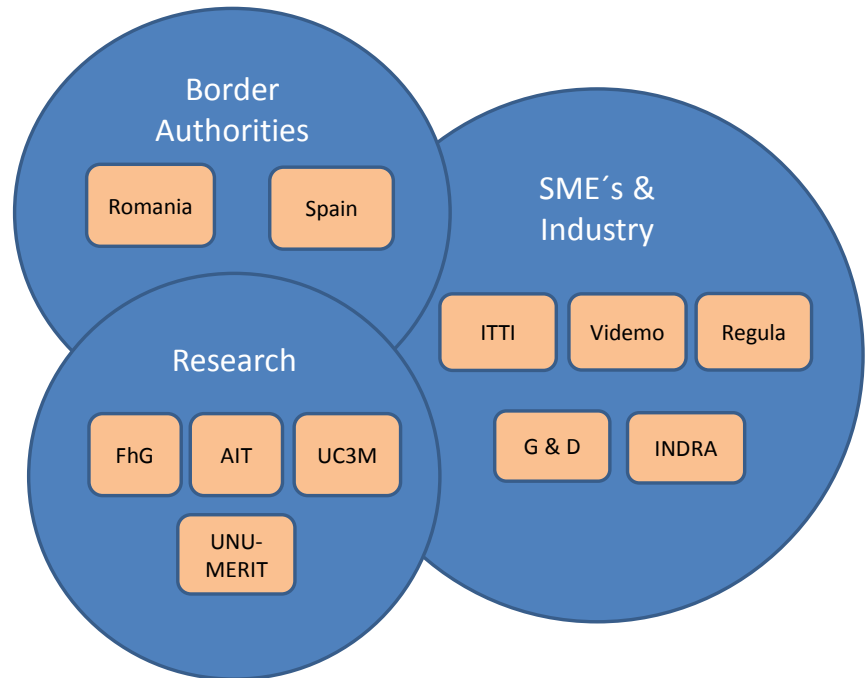 Border
Authorities
Romania
Spain
SME´s &
Industry
ITTI
Videmo
Regula
G & D
INDRA
Research
FhG
AIT
UC3M
UNU-
MERIT